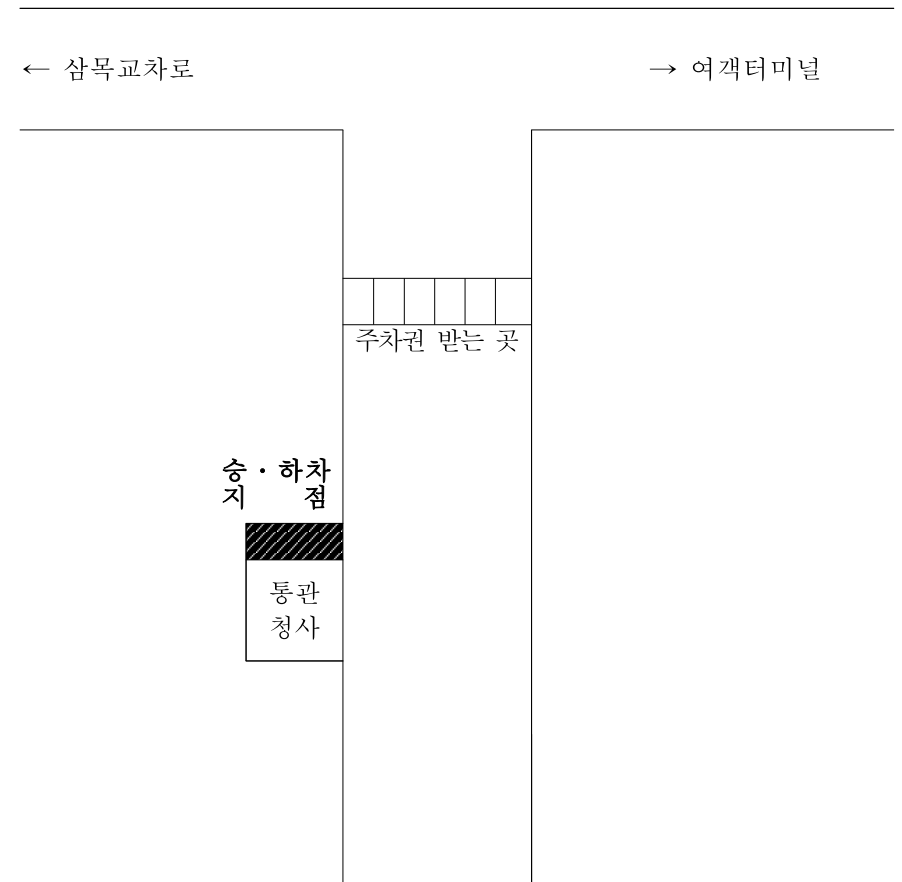 ← 삼목교차로
→ 여객터미널
주차권 받는 곳
승·하차
지 점
통관
청사